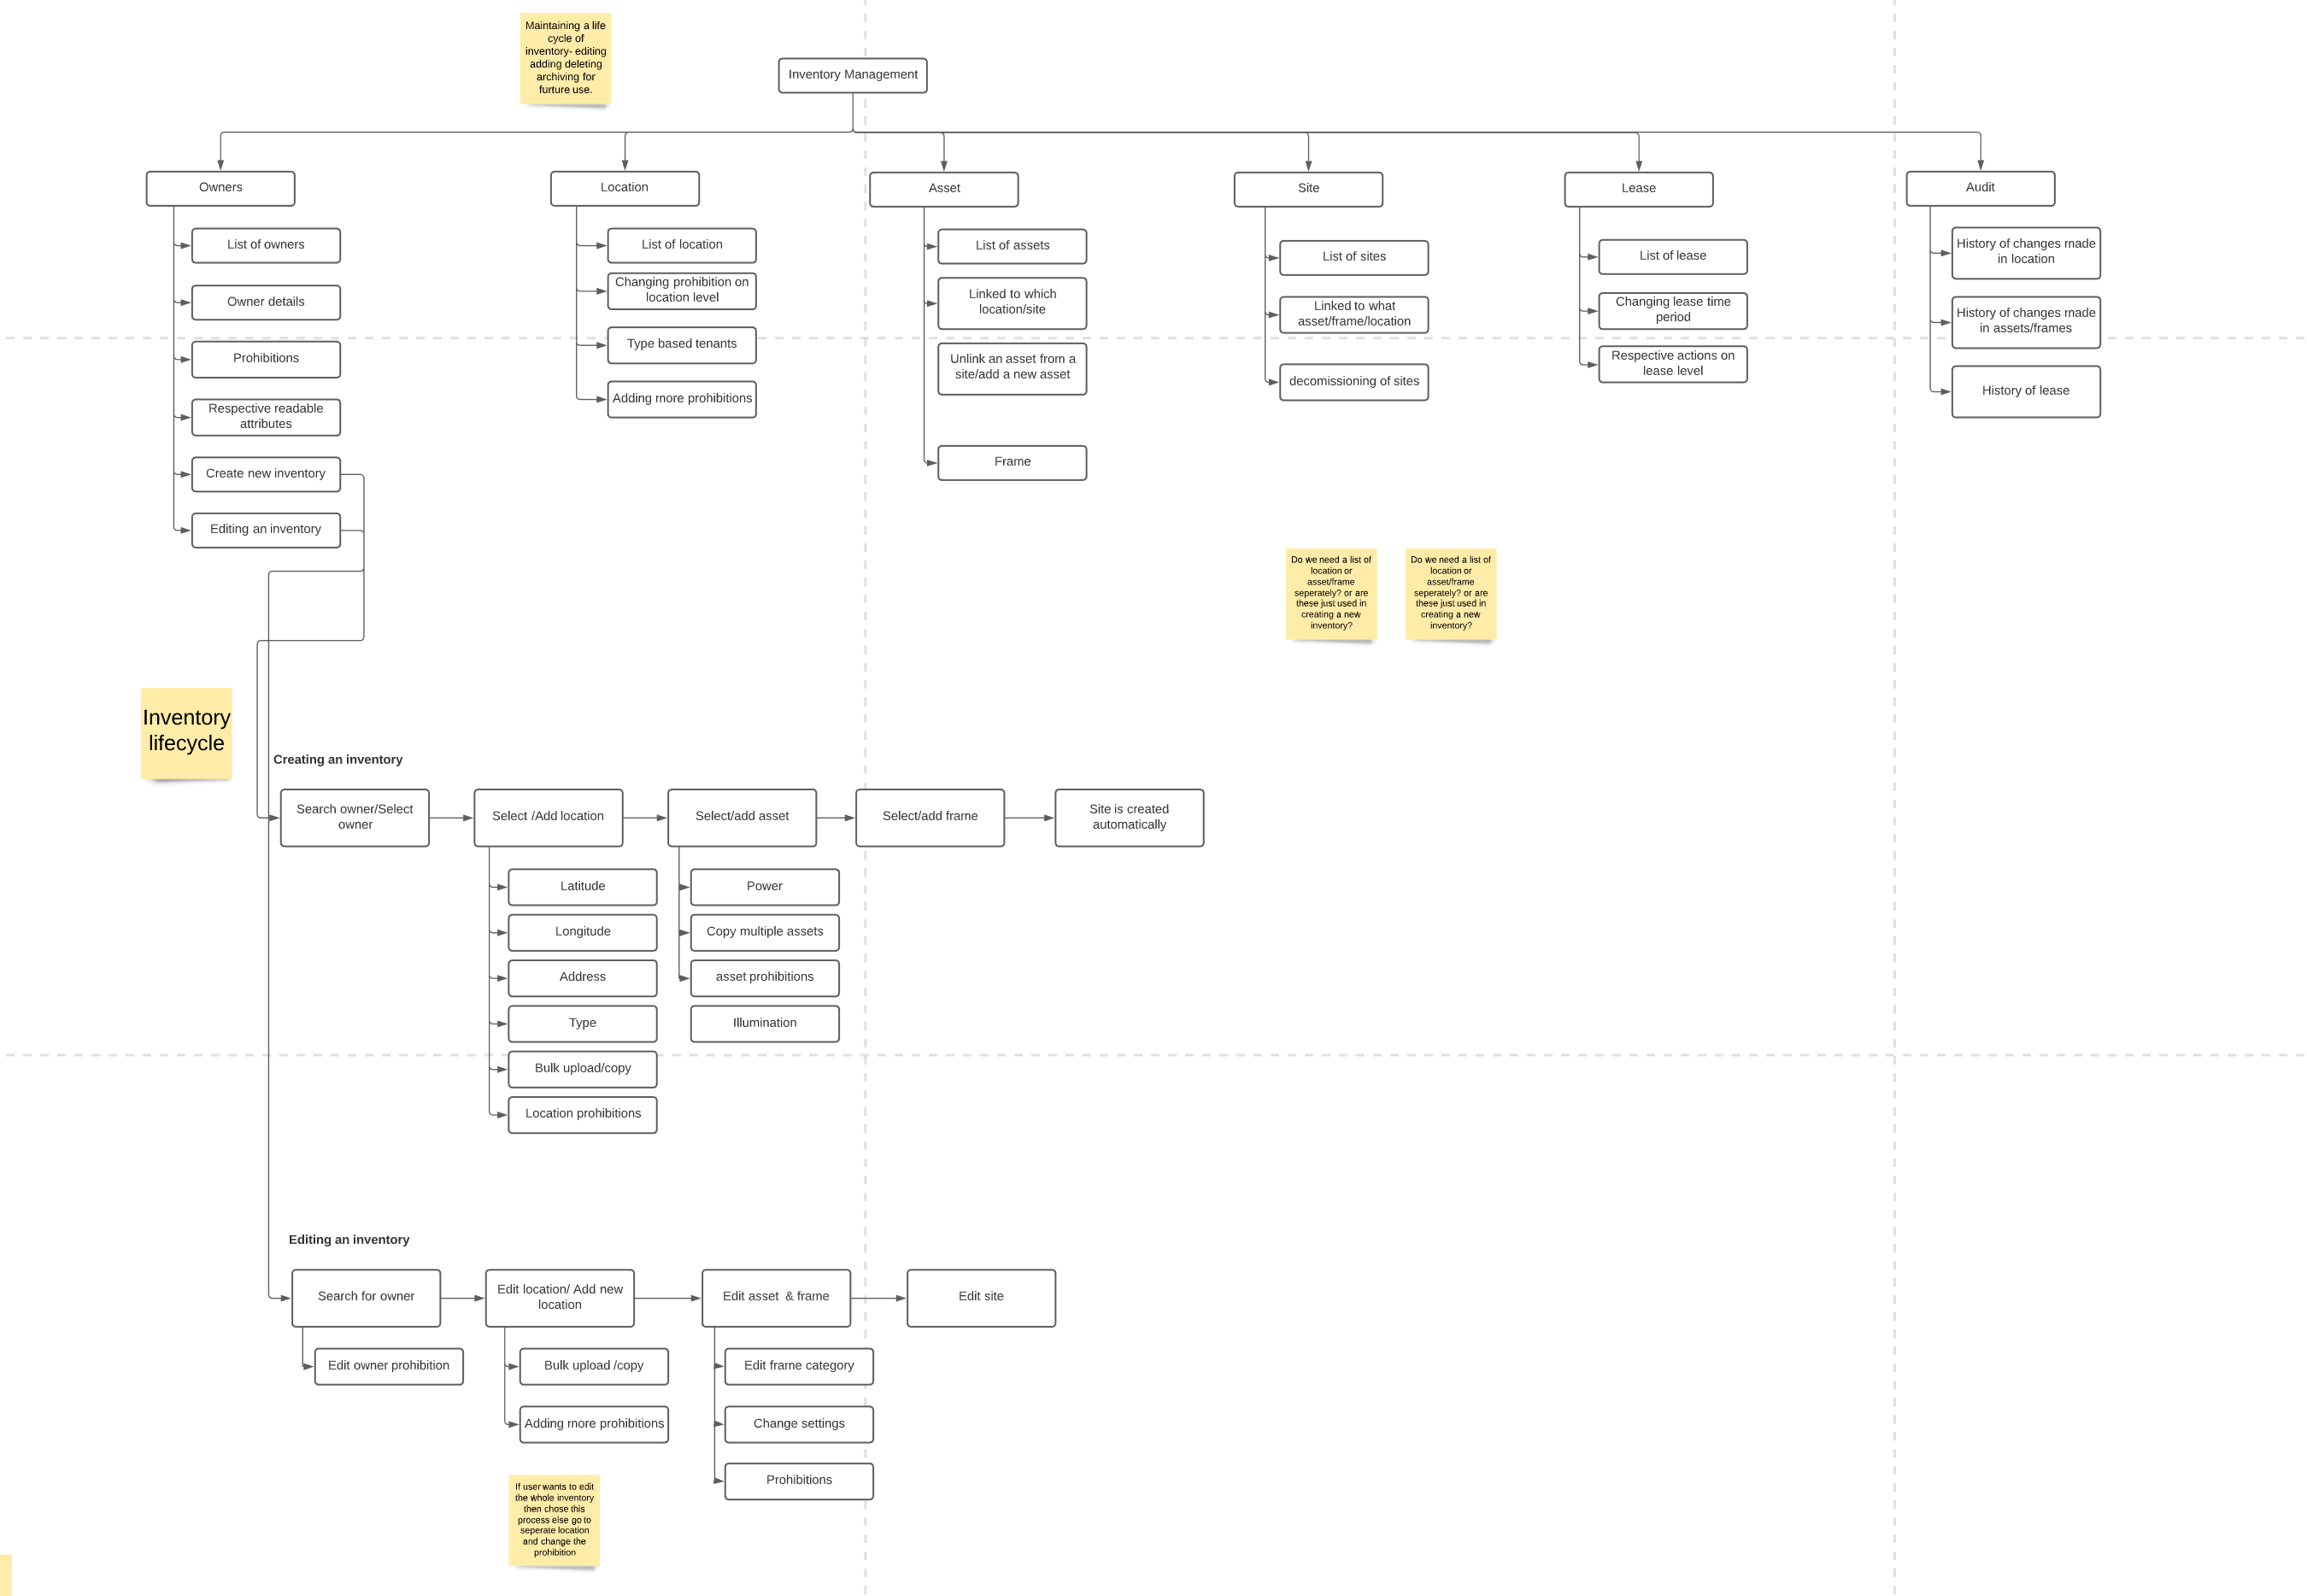 Maintaining a life
cycle of
inventory- editing
adding deleting
archiving for
furture use.
Inventory Management
Owners
Location
Asset
Site
Lease
Audit
List of owners
Owner details
Prohibitions
Respective readable
attributes
Create new inventory
Editing an inventory
List of location
Changing prohibition on
location level
Type based tenants
Adding more prohibitions
List of assets
Linked to which
location/site
Unlink an asset from a
site/add a new asset
Frame
List of sites
Linked to what
asset/frame/location
decomissioning of sites
List of lease
Changing lease time
period
Respective actions on
lease level
History of changes made
in location
History of changes made
in assets/frames
History of lease
Do we need a list of
location or
asset/frame
seperately? or are
these just used in
creating a new
inventory?
Do we need a list of
location or
asset/frame
seperately? or are
these just used in
creating a new
inventory?
Inventory
lifecycle
Creating an inventory
Search owner/Select
owner
Select /Add location
Select/add asset
Select/add frame
Site is created
automatically
Latitude
Longitude
Address
Type
Bulk upload/copy
Location prohibitions
Power
Copy multiple assets
asset prohibitions
Illumination
Editing an inventory
Search for owner
Edit location/ Add new
location
Edit asset & frame
Edit site
Edit owner prohibition
Bulk upload /copy
Adding more prohibitions
Edit frame category
Change settings
Prohibitions
If user wants to edit
the whole inventory
then chose this
process else go to
seperate location
and change the
prohibition